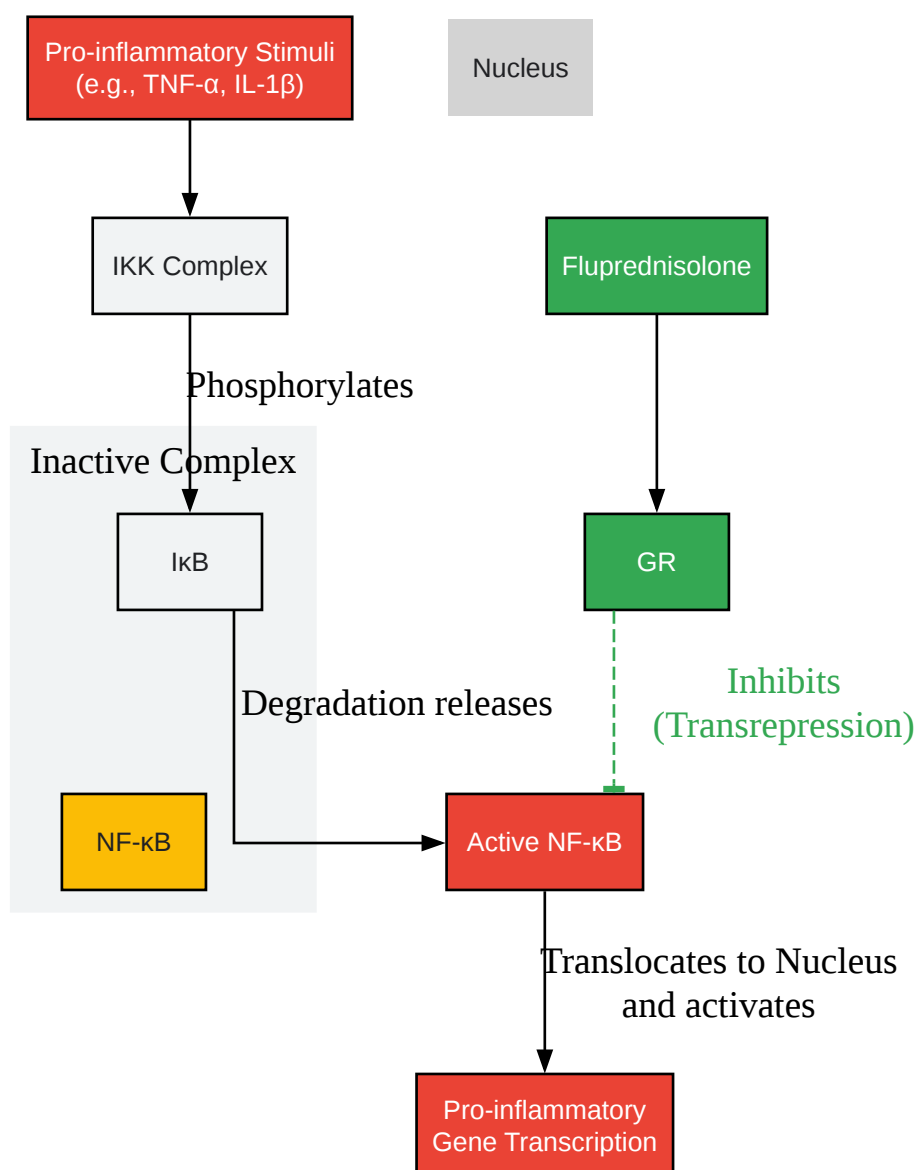 Pro-inflammatory Stimuli
(e.g., TNF-α, IL-1β)
Nucleus
IKK Complex
Fluprednisolone
Phosphorylates
Inactive Complex
IκB
GR
Degradation releases
Inhibits
(Transrepression)
NF-κB
Active NF-κB
Translocates to Nucleus
and activates
Pro-inflammatory
Gene Transcription